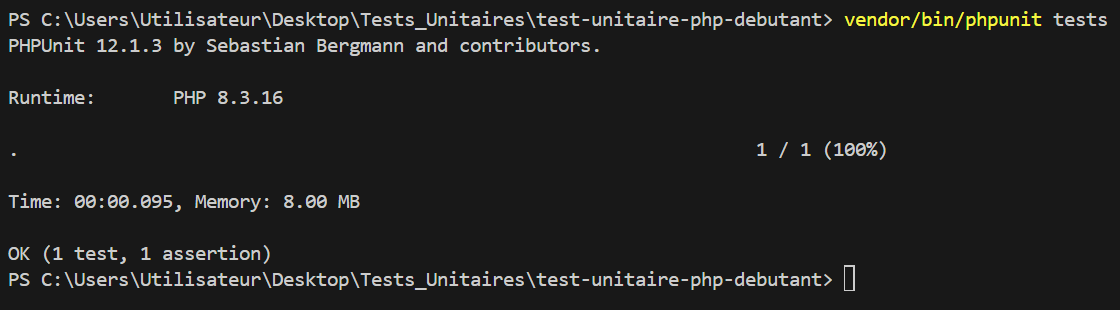 PS C:\Users\Utilisateur\Desktop\Tests_Unitaires\test-unitaire-php-debutant> vendor/bin/phpunit tests
PHPUnit 12.1.3 by Sebastian Bergmann and contributors.
Runtime:       PHP 8.3.16
.                                                                   1 / 1 (100%)
Time: 00:00.095, Memory: 8.00 MB
OK (1 test, 1 assertion)
PS C:\Users\Utilisateur\Desktop\Tests_Unitaires\test-unitaire-php-debutant>